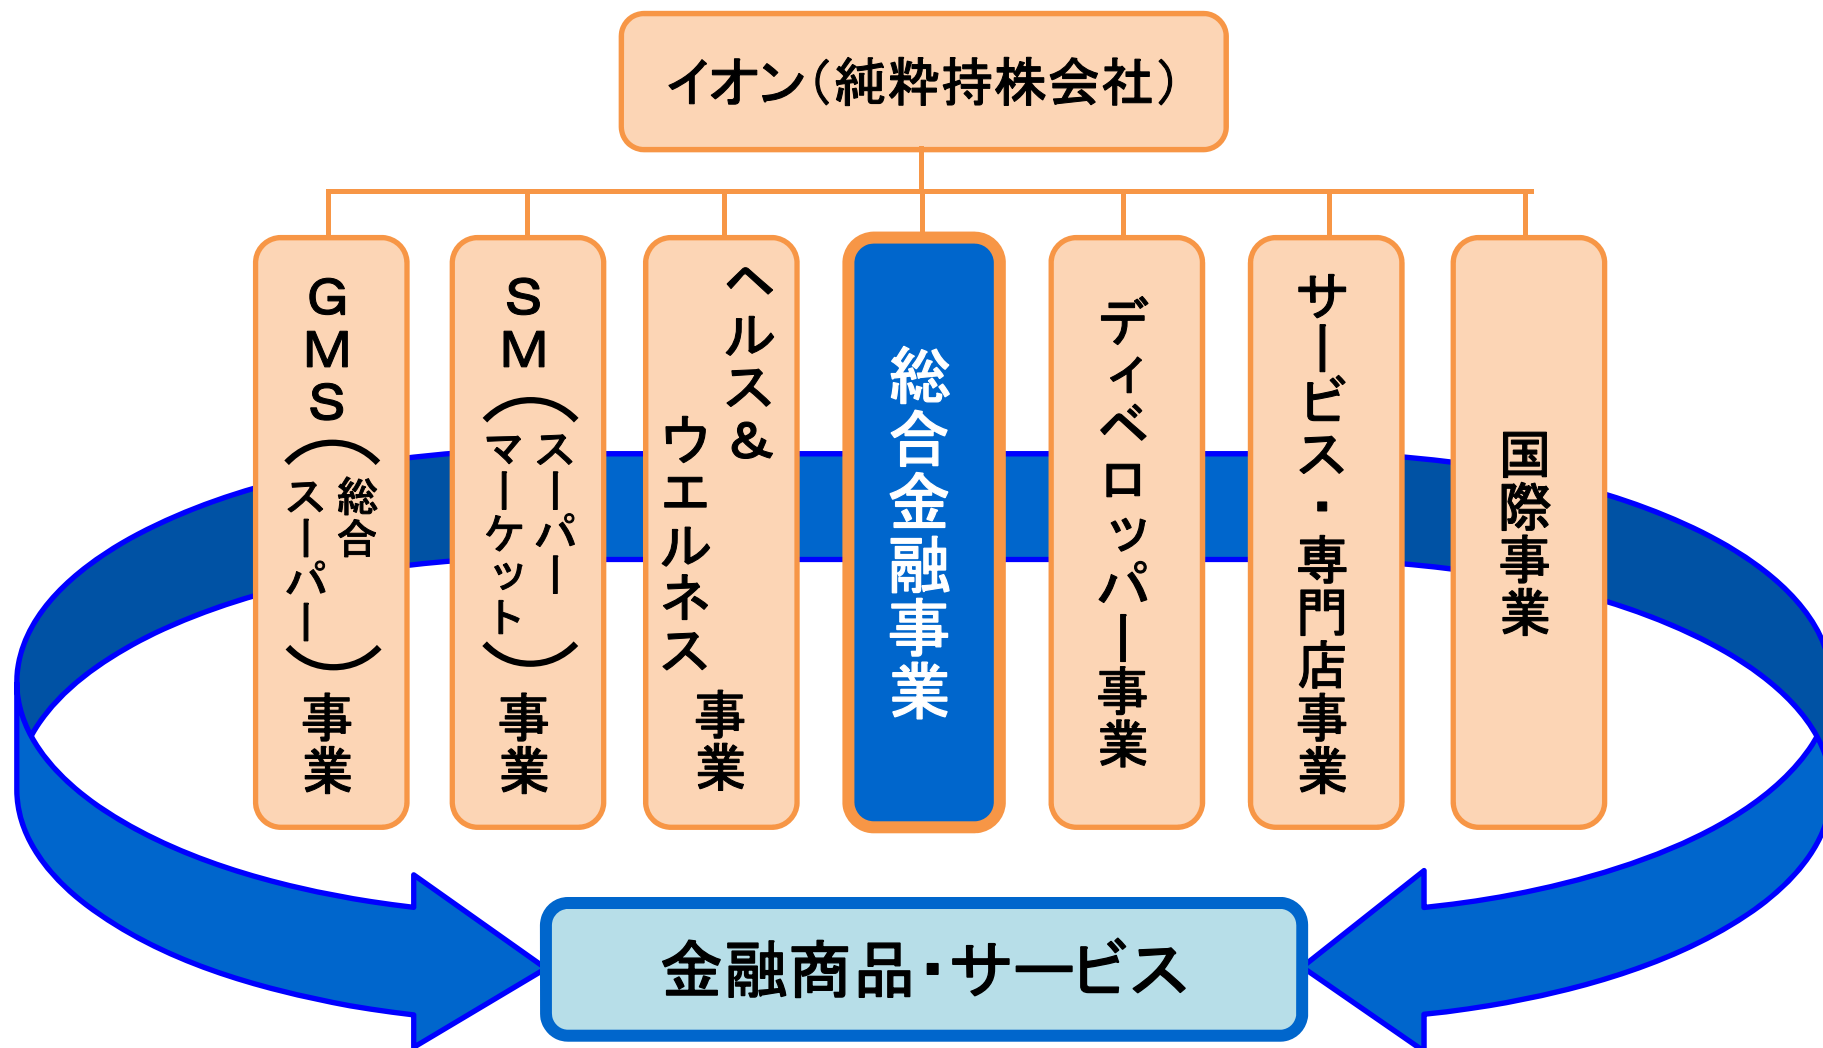 イオン(純粋持株会社)
GMS(総合
スーパー)事業
SM(スーパー
マーケット)事業
ヘルス&
ウエルネス
事業
総合金融事業
ディベロッパー事業
サービス・専門店事業
国際事業
金融商品・サービス